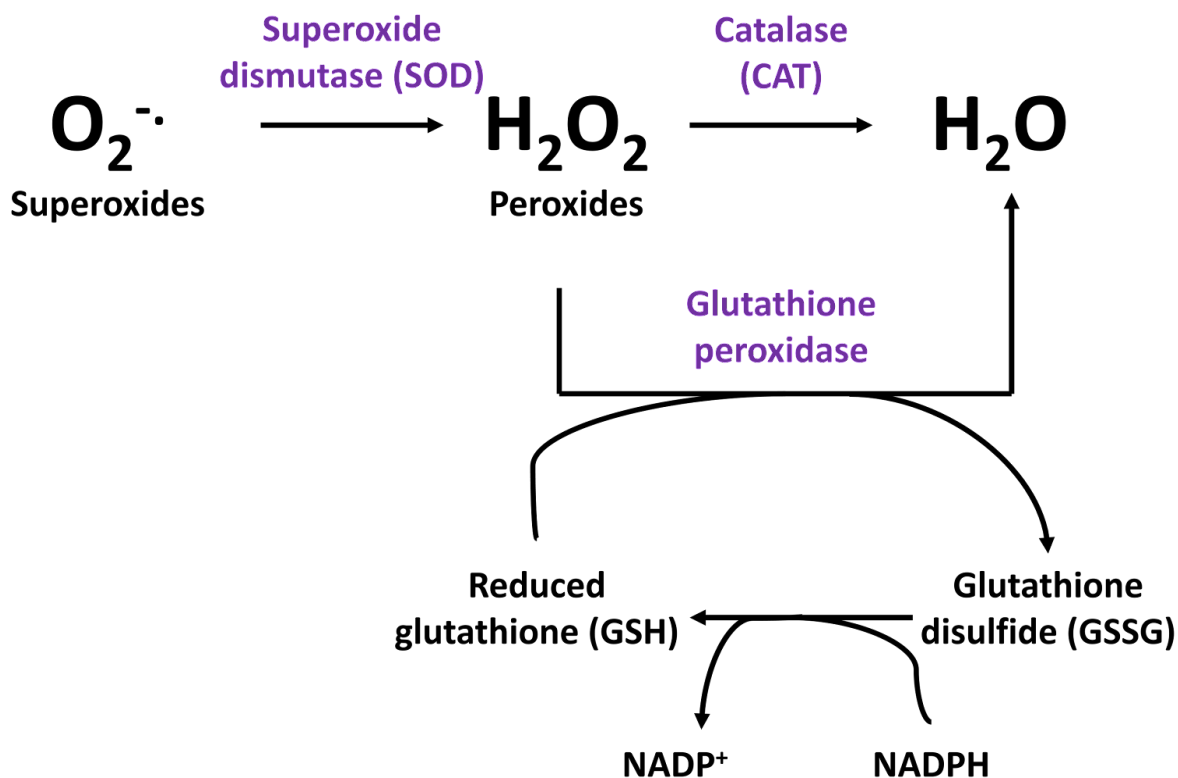 Superoxide
dismutase (SOD)
Catalase
(CAT)
O₂⁻·
H₂O₂
H₂O
Superoxides
Peroxides
Glutathione
peroxidase
Reduced
glutathione (GSH)
Glutathione
disulfide (GSSG)
NADP⁺
NADPH